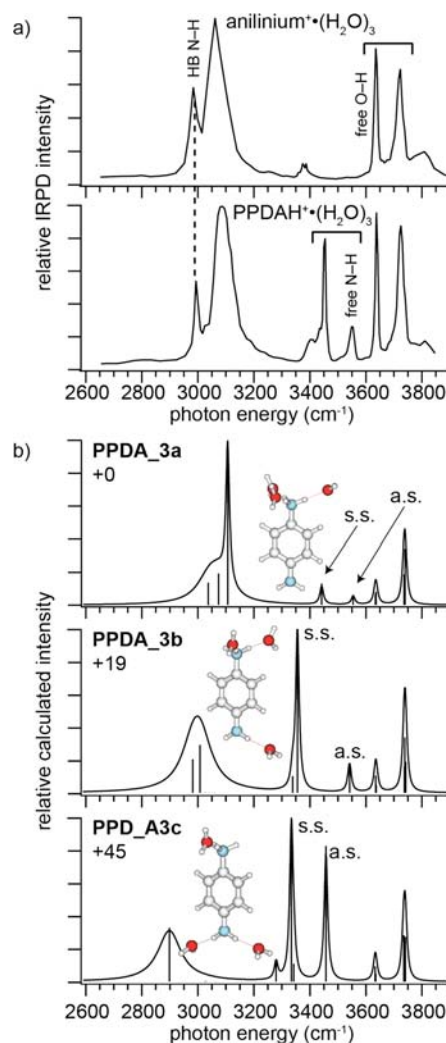 a)
relative IRPD intensity
HB N–H
anilinium⁺•(H₂O)₃
free O–H
PPDAH⁺•(H₂O)₃
free N–H
2600 2800 3000 3200 3400 3600 3800
photon energy (cm⁻¹)
b)
relative calculated intensity
PPDA_3a
+0
s.s.
a.s.
PPDA_3b
+19
s.s.
a.s.
PPD_A3c
+45
s.s.
a.s.
2600 2800 3000 3200 3400 3600 3800
photon energy (cm⁻¹)